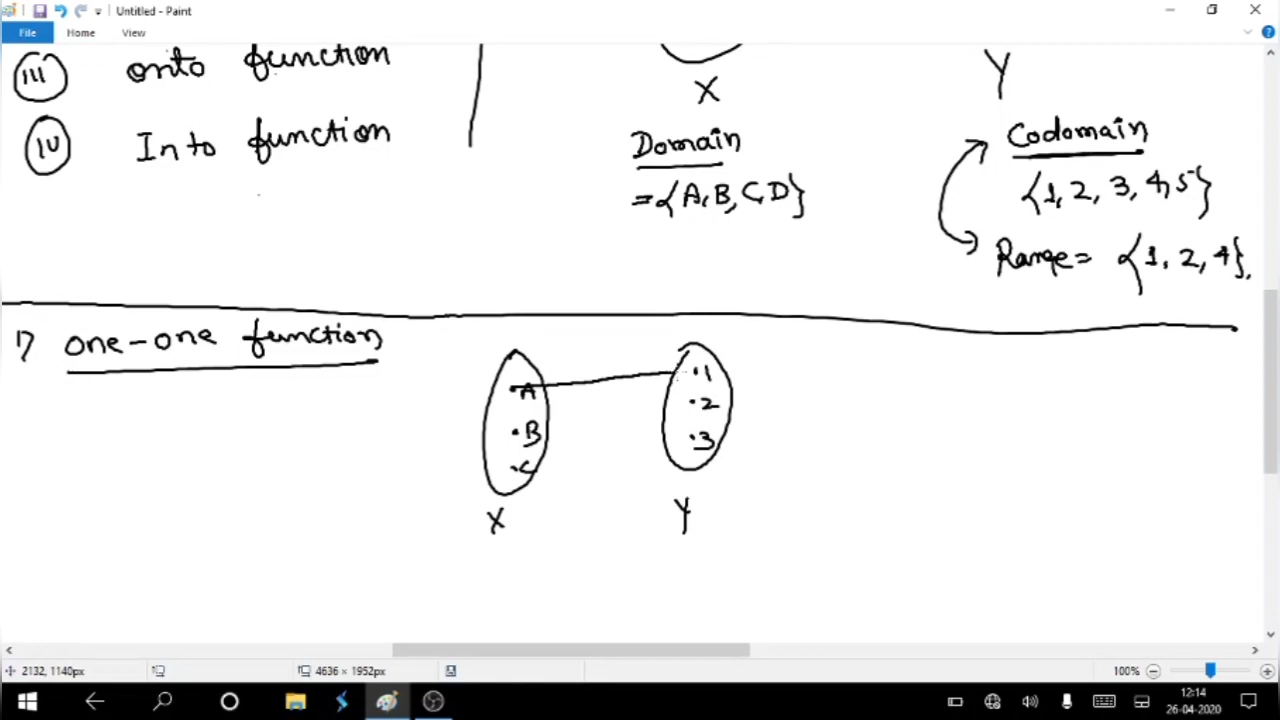 Untitled - Paint
File Home View
III onto function
IV Into function
X
Y
Domain
= {A, B, C, D}
Codomain
{1, 2, 3, 4, 5}
Range = {1, 2, 4}.
1) one-one function
.A
.B
.C
X
.1
.2
.3
Y
2132, 1140px
4636 × 1952px
100%
12:14
26-04-2020